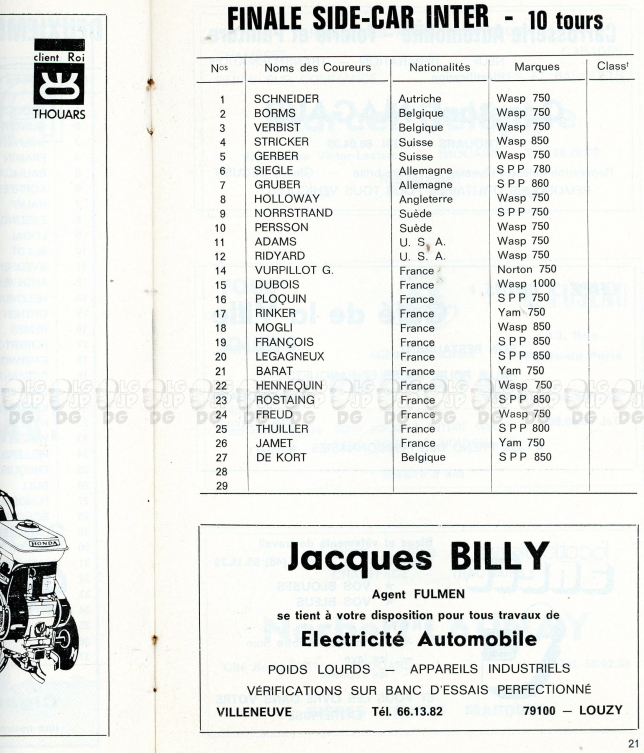 client Roi
THOUARS
HONDA
FINALE SIDE-CAR INTER - 10 tours
Nos Noms des Coureurs Nationalités Marques Classt
1 SCHNEIDER Autriche Wasp 750
2 BORMS Belgique Wasp 750
3 VERBIST Belgique Wasp 750
4 STRICKER Suisse Wasp 850
5 GERBER Suisse Wasp 750
6 SIEGLE Allemagne S P P 780
7 GRUBER Allemagne S P P 860
8 HOLLOWAY Angleterre Wasp 750
9 NORRSTRAND Suède S P P 750
10 PERSSON Suède Wasp 750
11 ADAMS U. S. A. Wasp 750
12 RIDYARD U. S. A. Wasp 750
14 VURPILLOT G. France Norton 750
15 DUBOIS France Wasp 1000
16 PLOQUIN France S P P 750
17 RINKER France Yam 750
18 MOGLI France Wasp 850
19 FRANÇOIS France S P P 850
20 LEGAGNEUX France S P P 850
21 BARAT France Yam 750
22 HENNEQUIN France Wasp 750
23 ROSTAING France S P P 850
24 FREUD France Wasp 750
25 THUILLER France S P P 800
26 JAMET France Yam 750
27 DE KORT Belgique S P P 850
28
29
Jacques BILLY
Agent FULMEN
se tient à votre disposition pour tous travaux de
Electricité Automobile
POIDS LOURDS — APPAREILS INDUSTRIELS
VÉRIFICATIONS SUR BANC D'ESSAIS PERFECTIONNÉ
VILLENEUVE Tél. 66.13.82 79100 — LOUZY
21